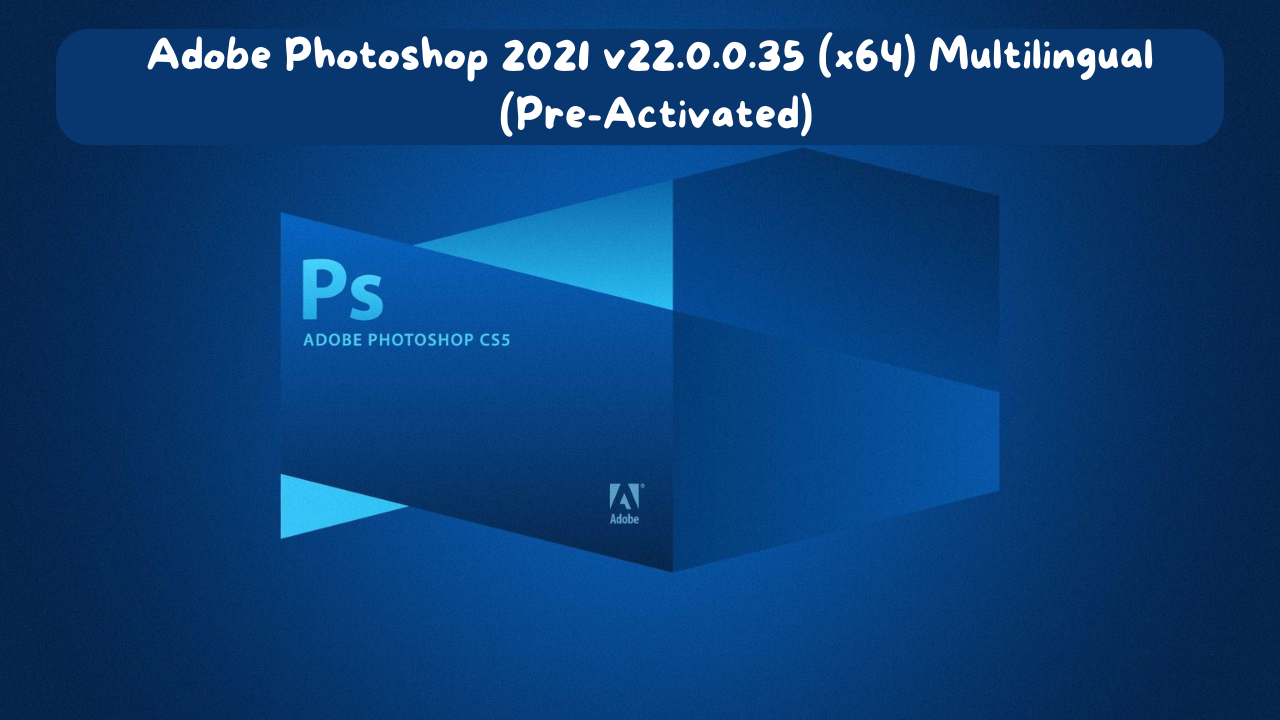 Adobe Photoshop 2021 v22.0.0.35 (x64) Multilingual
(Pre-Activated)
Ps
ADOBE PHOTOSHOP CS5
Adobe